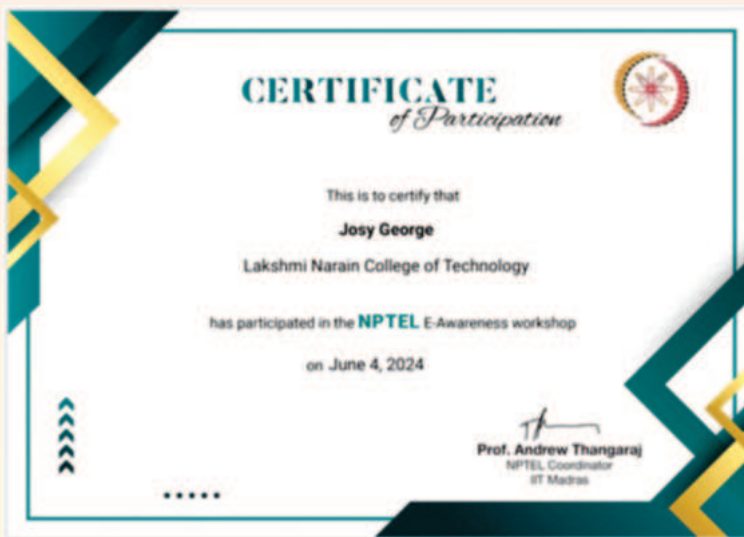 CERTIFICATE
of Participation
This is to certify that
Josy George
Lakshmi Narain College of Technology
has participated in the NPTEL E-Awareness workshop
on June 4, 2024
Prof. Andrew Thangaraj
NPTEL Coordinator
IIT Madras